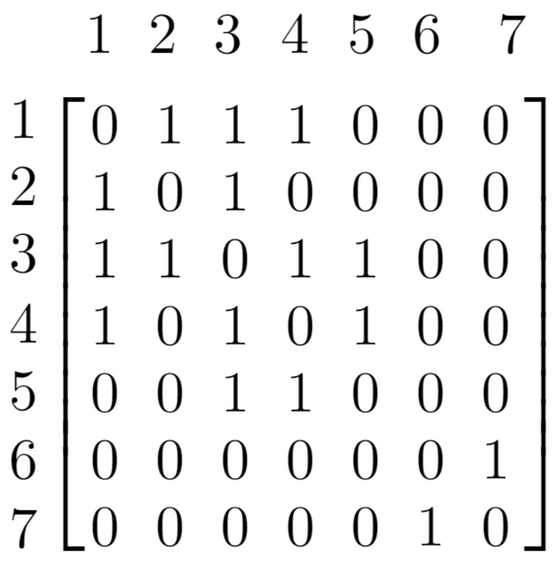 1 2 3 4 5 6 7
1 0 1 1 1 0 0 0
2 1 0 1 0 0 0 0
3 1 1 0 1 1 0 0
4 1 0 1 0 1 0 0
5 0 0 1 1 0 0 0
6 0 0 0 0 0 0 1
7 0 0 0 0 0 1 0